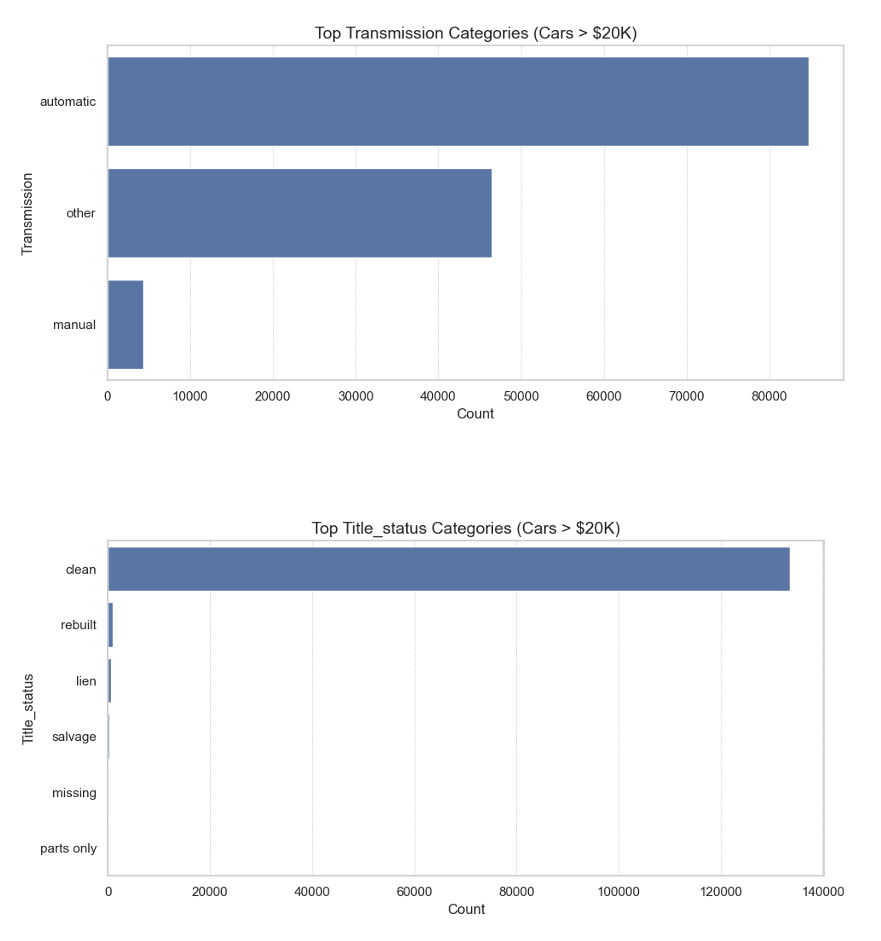 Top Transmission Categories (Cars > $20K)
Transmission
automatic
other
manual
0 10000 20000 30000 40000 50000 60000 70000 80000
Count
Top Title_status Categories (Cars > $20K)
Title_status
clean
rebuilt
lien
salvage
missing
parts only
0 20000 40000 60000 80000 100000 120000 140000
Count